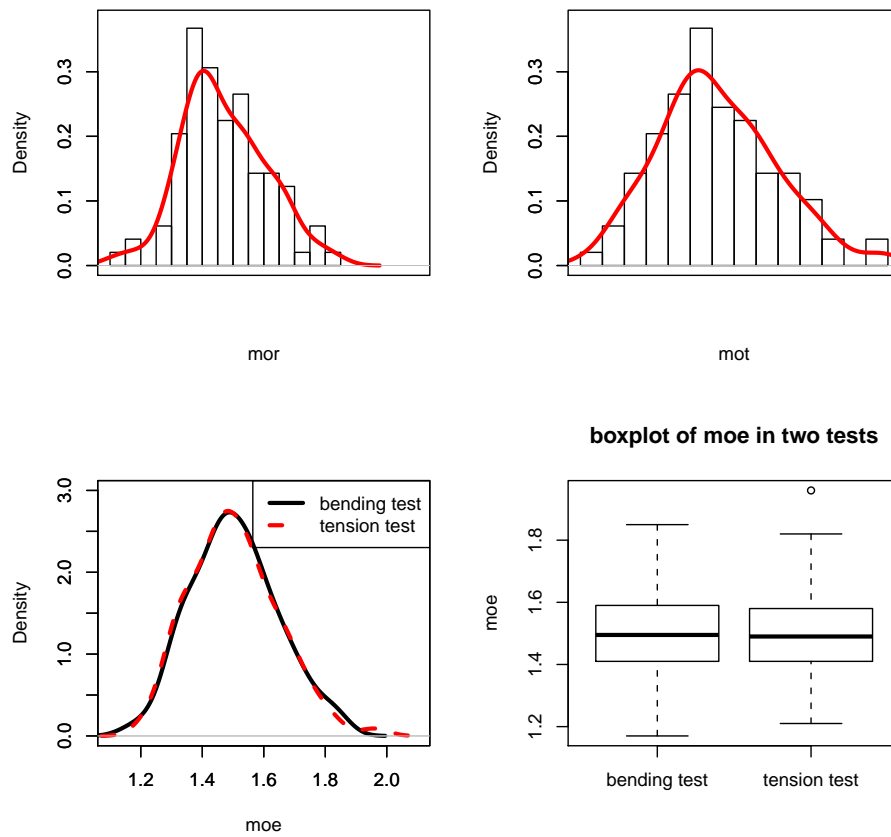 Density
0.0 0.1 0.2 0.3
mor
Density
0.0 0.1 0.2 0.3
mot
Density
0.0 1.0 2.0 3.0
1.2 1.4 1.6 1.8 2.0
moe
bending test
tension test
boxplot of moe in two tests
moe
1.2 1.4 1.6 1.8
bending test tension test